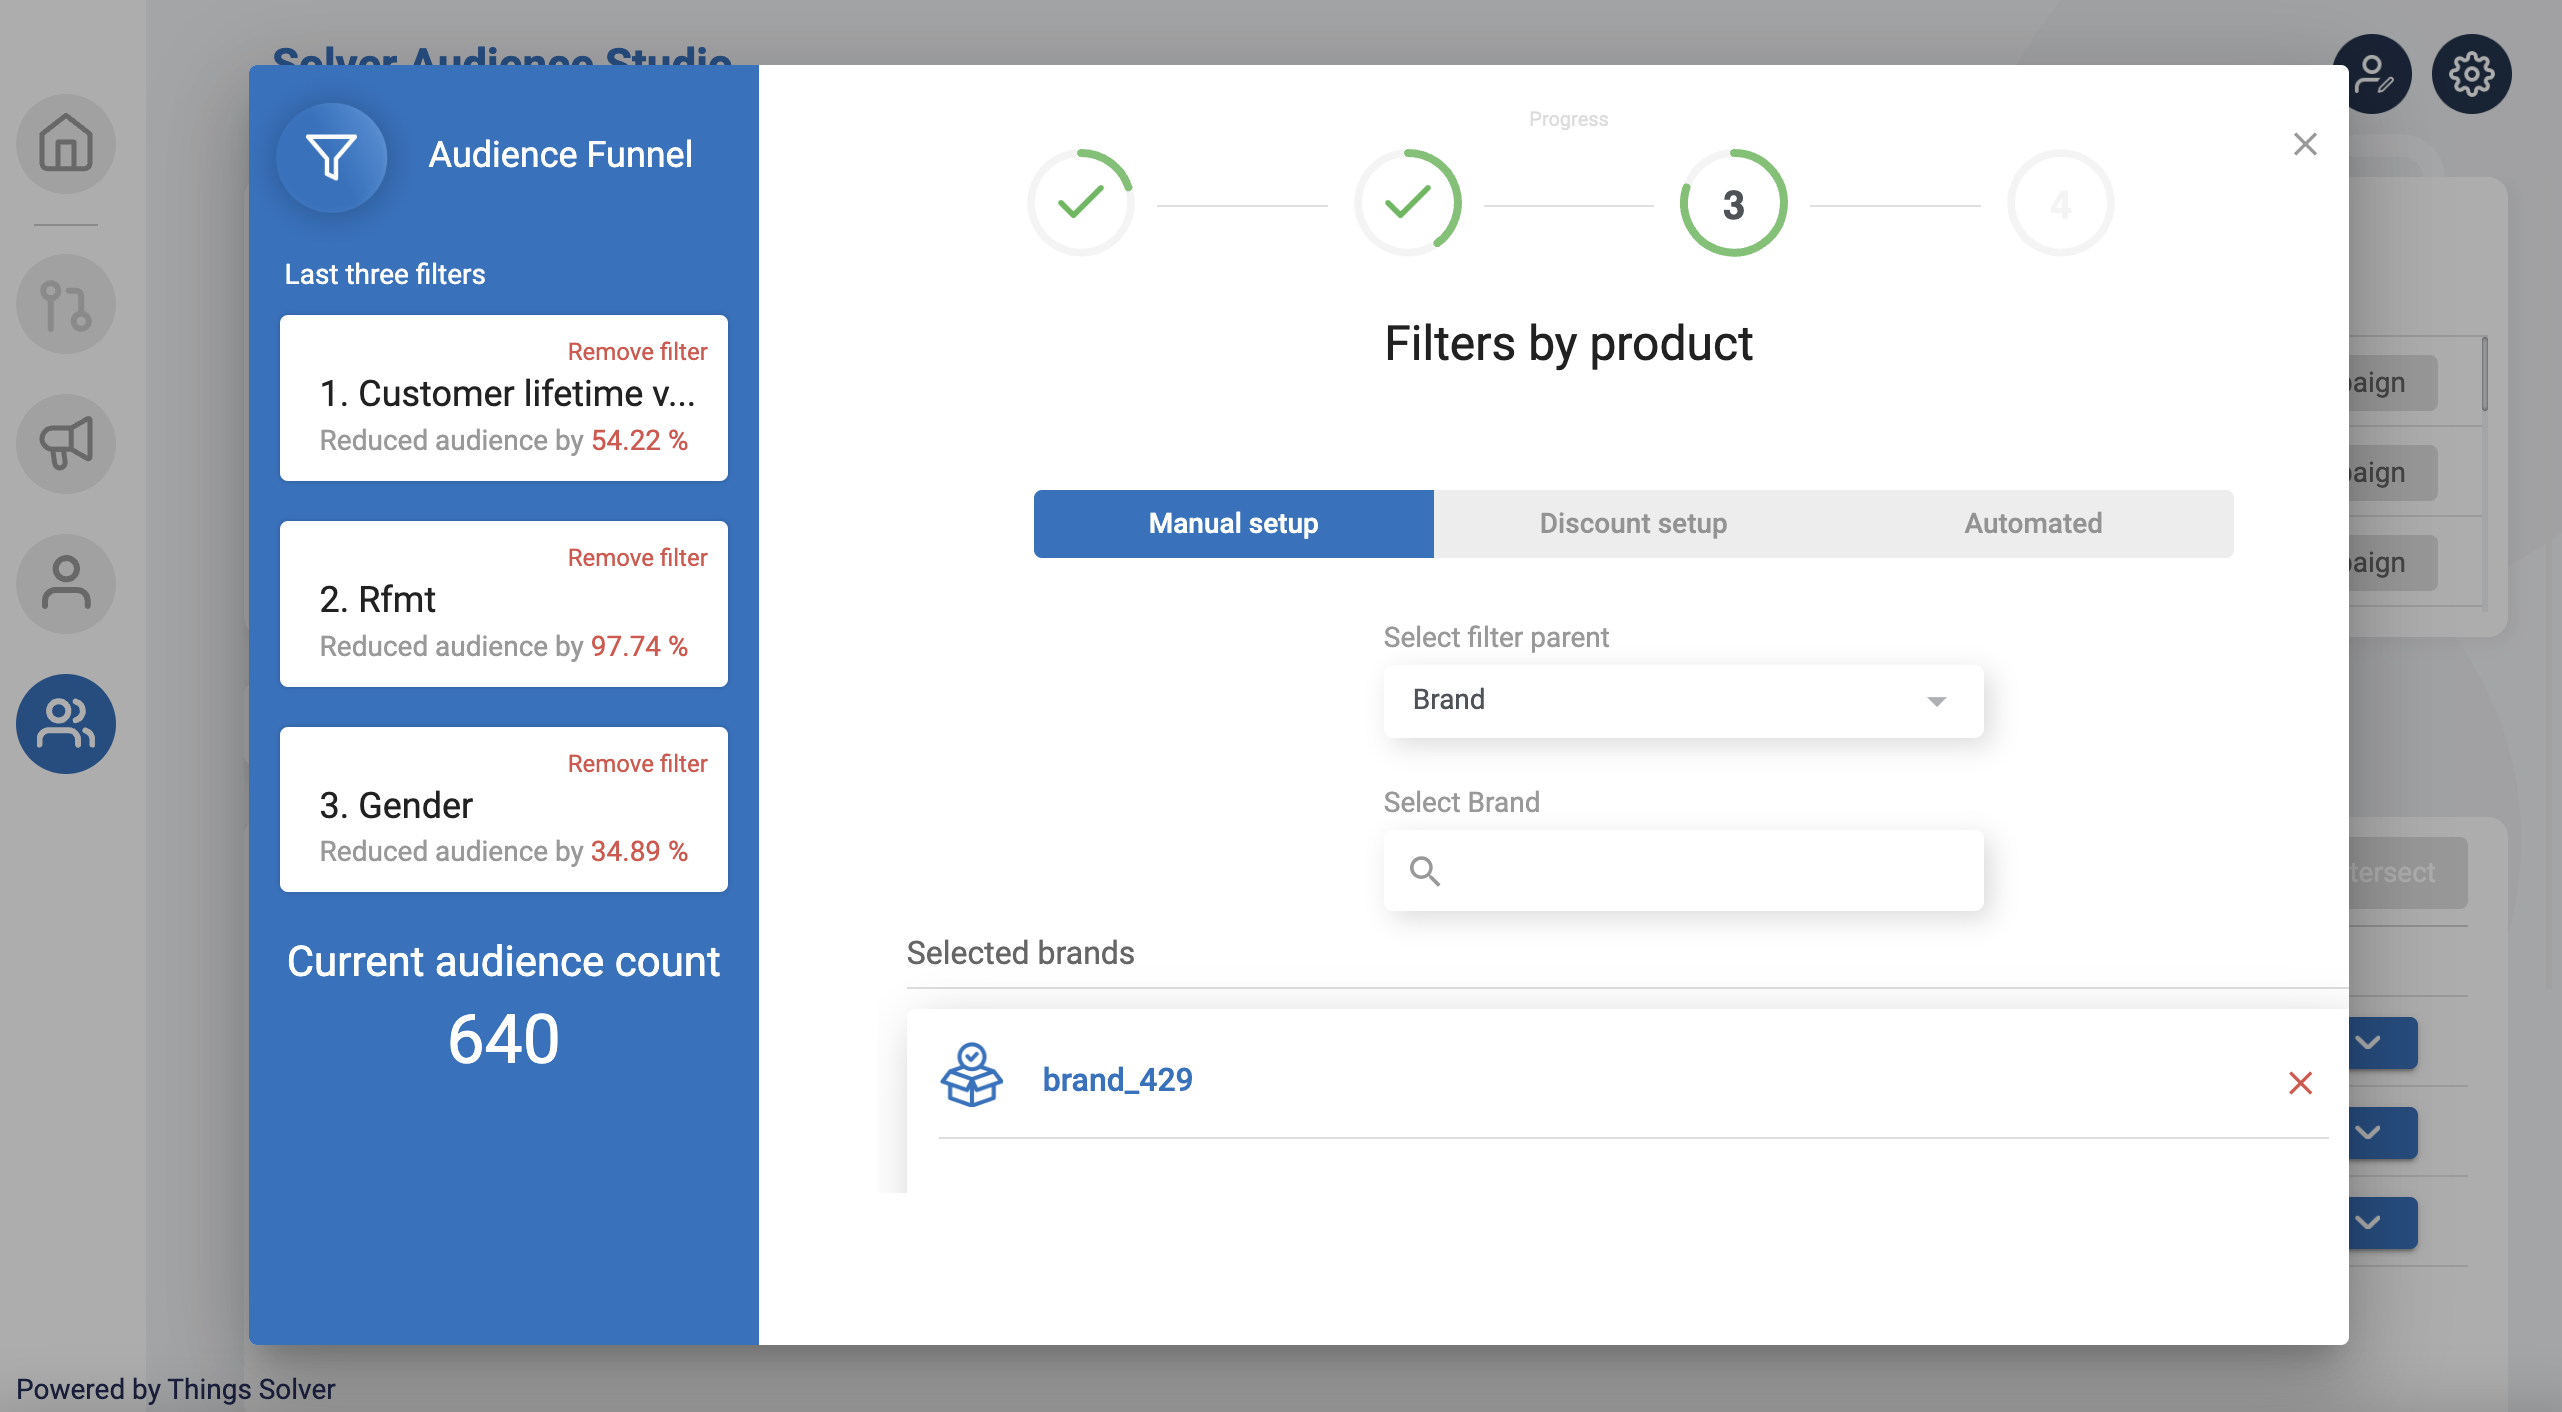 Solver Audience Studio
Audience Funnel
Last three filters
Remove filter
1. Customer lifetime v...
Reduced audience by 54.22 %
Remove filter
2. Rfmt
Reduced audience by 97.74 %
Remove filter
3. Gender
Reduced audience by 34.89 %
Current audience count
640
Progress
3
4
Filters by product
Manual setup
Discount setup
Automated
Select filter parent
Brand
Select Brand
Selected brands
brand_429
aign
aign
aign
tersect
Powered by Things Solver